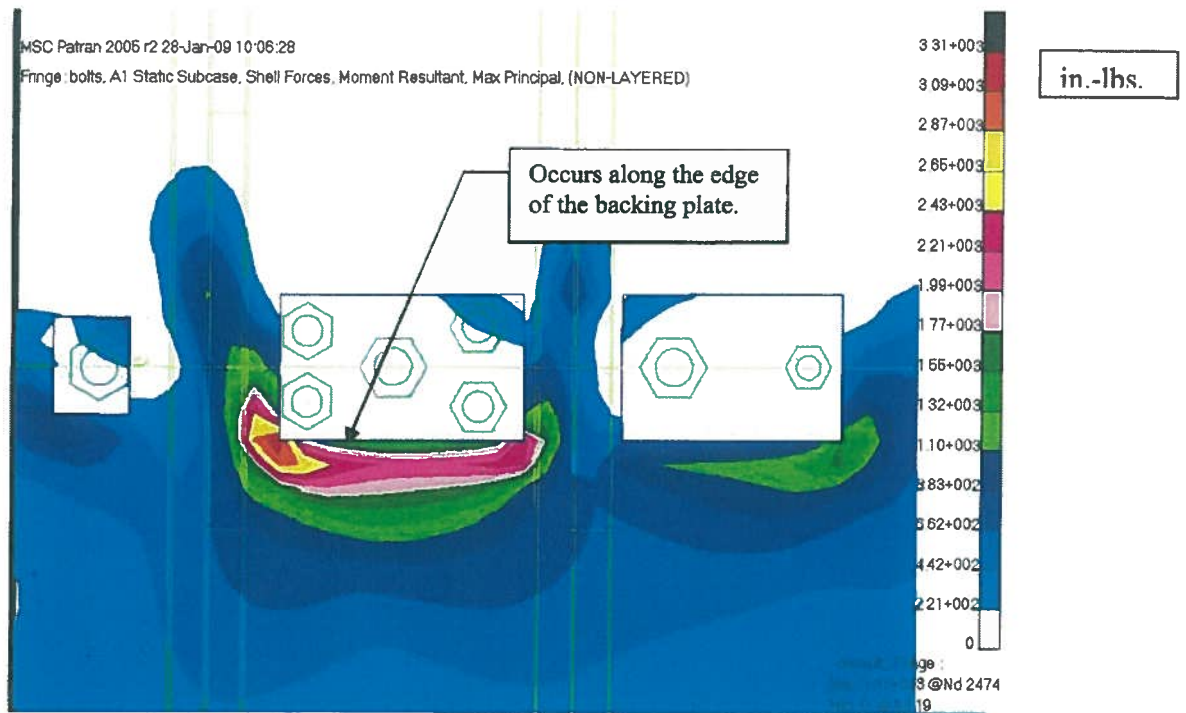 MSC Patran 2005 r2 28-Jan-09 10:06:28
Fringe: bolts, A1 Static Subcase, Shell Forces, Moment Resultant, Max Principal, (NON-LAYERED)
in.-lbs.
Occurs along the edge
of the backing plate.
3 31+003
3 09+003
2 87+003
2 65+003
2 43+003
2 21+003
1.99+003
1 77+003
1 55+003
1 32+003
1 10+003
8 83+002
6 62+002
4 42+002
2 21+002
0
@Nd 2474